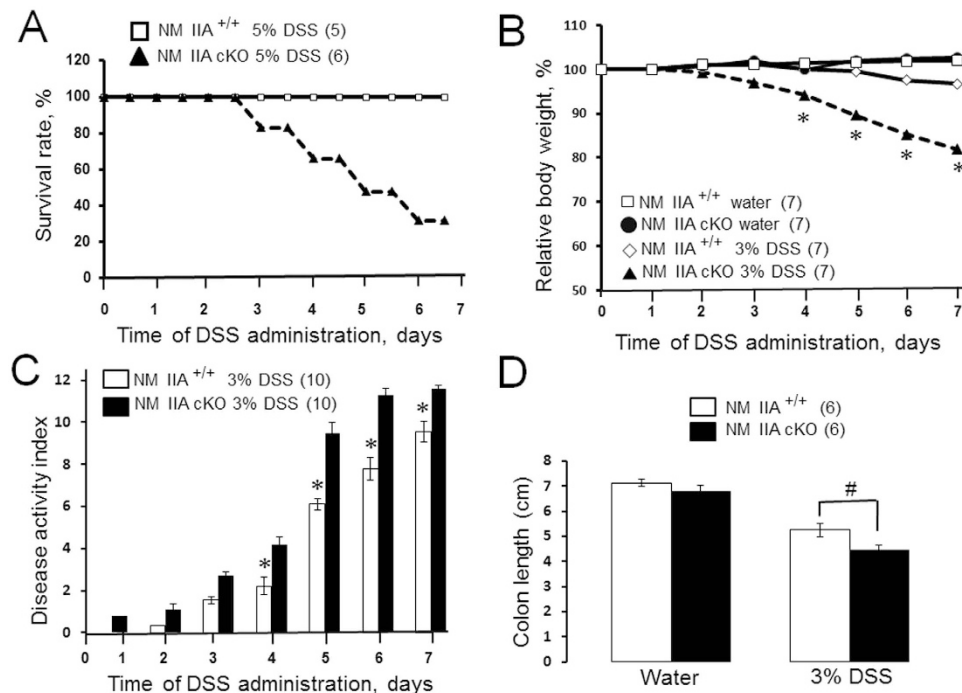 A
NM IIA +/+ 5% DSS (5)
NM IIA cKO 5% DSS (6)
Survival rate, %
120
100
80
60
40
20
0
0 1 2 3 4 5 6 7
Time of DSS administration, days
B
Relative body weight, %
100
90
80
70
60
50
* * * *
NM IIA +/+ water (7)
NM IIA cKO water (7)
NM IIA +/+ 3% DSS (7)
NM IIA cKO 3% DSS (7)
0 1 2 3 4 5 6 7
Time of DSS administration, days
C
NM IIA +/+ 3% DSS (10)
NM IIA cKO 3% DSS (10)
Disease activity index
12
10
8
6
4
2
0
* * * *
0 1 2 3 4 5 6 7
Time of DSS administration, days
D
NM IIA +/+ (6)
NM IIA cKO (6)
Colon length (cm)
8
7
6
5
4
3
2
1
0
#
Water 3% DSS